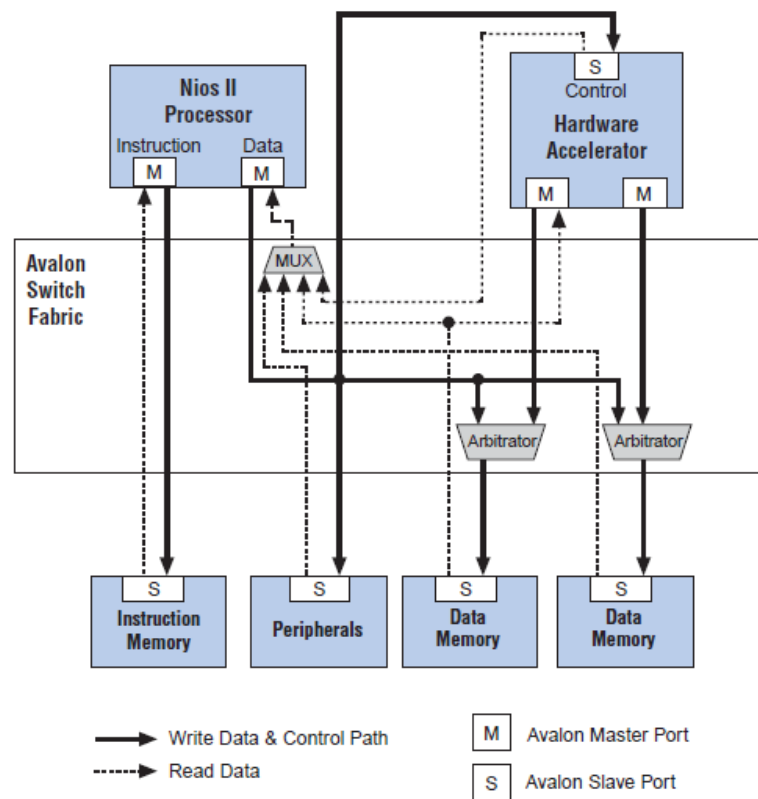 S
Control
Hardware
Accelerator
M
M
Nios II
Processor
Instruction
Data
M
M
Avalon
Switch
Fabric
MUX
Arbitrator
Arbitrator
S
Instruction
Memory
S
Peripherals
S
Data
Memory
S
Data
Memory
Write Data & Control Path
Read Data
M
Avalon Master Port
S
Avalon Slave Port